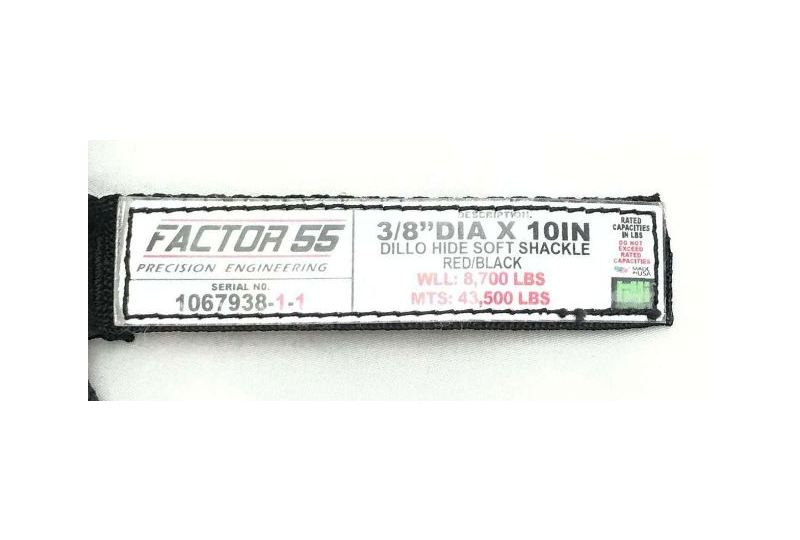 FACTOR 55
PRECISION ENGINEERING
SERIAL NO.
1067938-1-1
DESCRIPTION.
3/8"DIA X 10IN
DILLO HIDE SOFT SHACKLE
RED/BLACK
WLL: 8,700 LBS
MTS: 43,500 LBS
RATED
CAPACITIES
IN LBS
DO NOT
EXCEED
RATED
CAPACITIES
MADE
USA